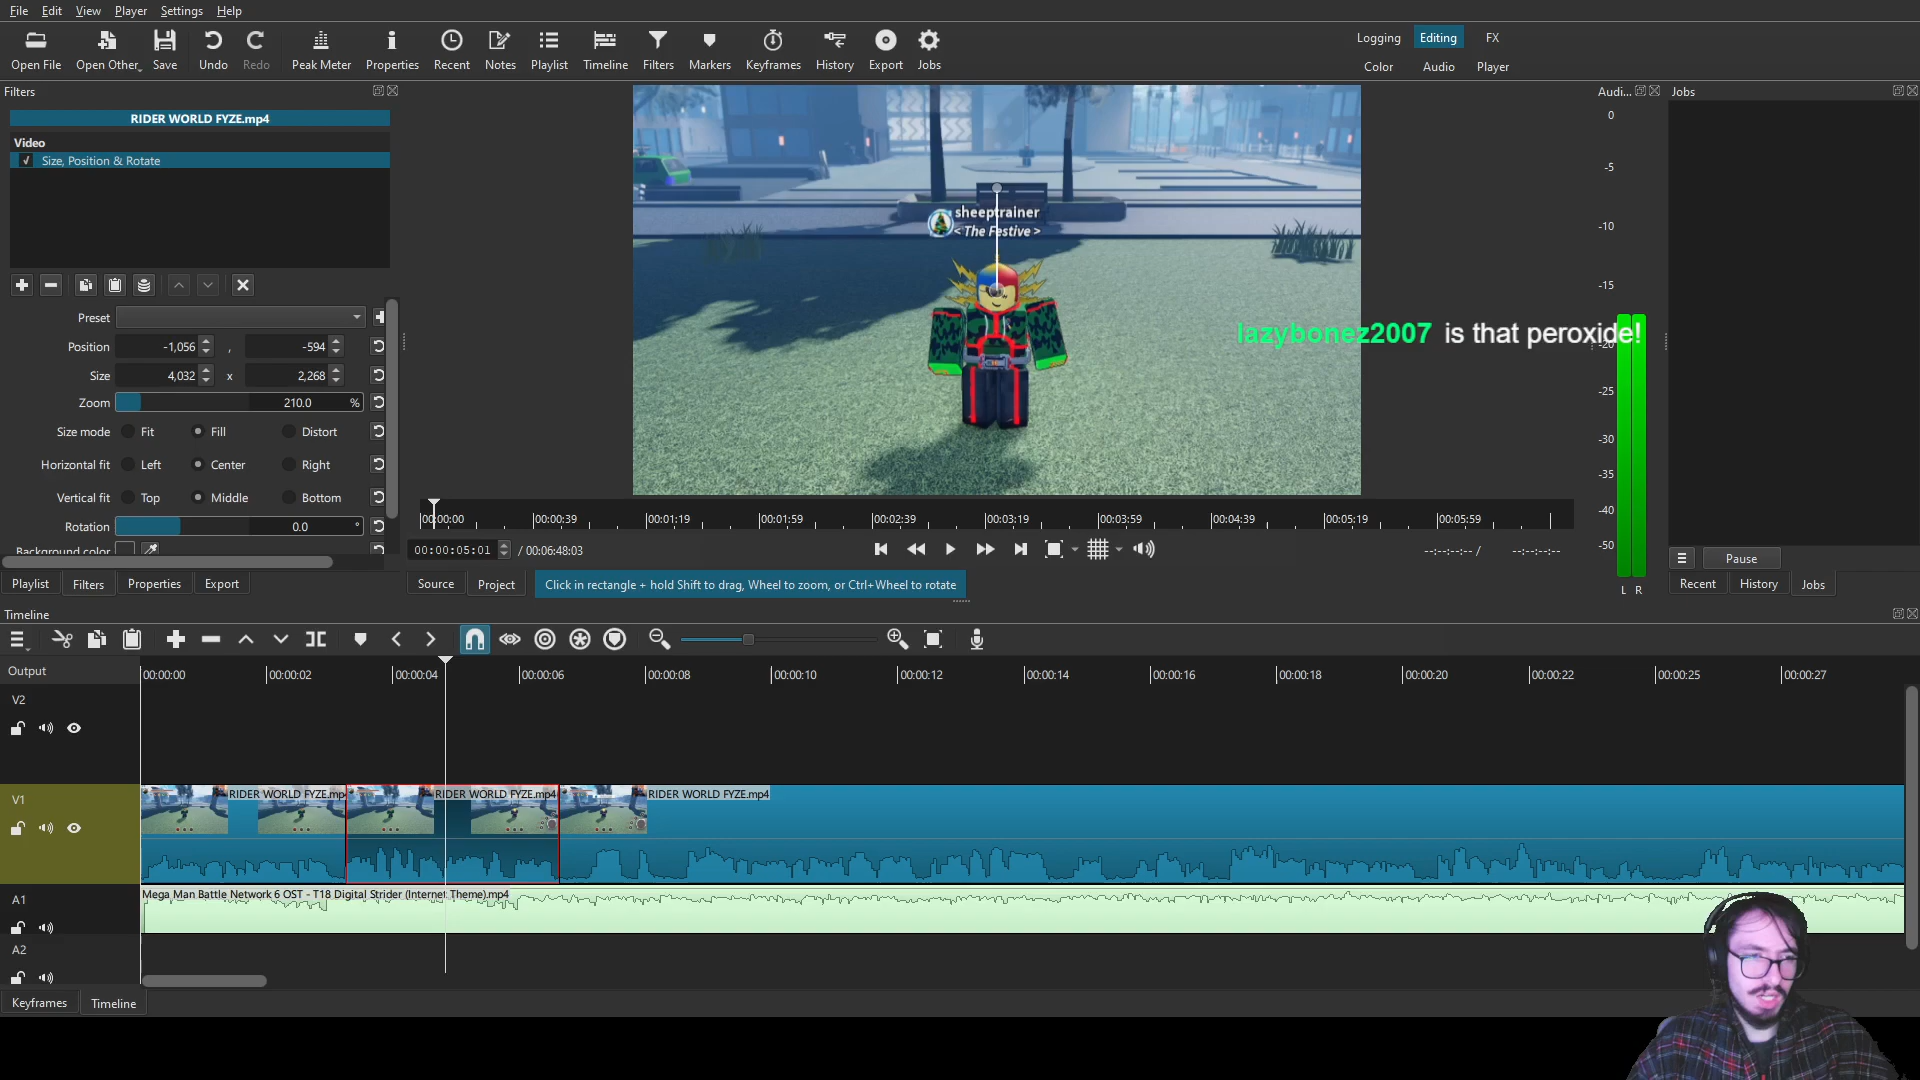 File Edit View Player Settings Help
Open File Open Other Save Undo Redo Peak Meter Properties Recent Notes Playlist Timeline Filters Markers Keyframes History Export Jobs
Logging Editing FX
Color Audio Player
Filters
RIDER WORLD FYZE.mp4
Video
Size, Position & Rotate
Preset
Position -1,056 , -594
Size 4,032 x 2,268
Zoom 210.0 %
Size mode Fit Fill Distort
Horizontal fit Left Center Right
Vertical fit Top Middle Bottom
Rotation 0.0 °
Background color
Playlist Filters Properties Export
sheeptrainer
< The Festive >
lazybonez2007 is that peroxide!
00:00:00 00:00:39 00:01:19 00:01:59 00:02:39 00:03:19 00:03:59 00:04:39 00:05:19 00:05:59
00:00:05:01 / 00:06:48:03 --:--:--:-- / --:--:--:--
Source Project Click in rectangle + hold Shift to drag, Wheel to zoom, or Ctrl+Wheel to rotate
Audi...
0
-5
-10
-15
-20
-25
-30
-35
-40
-45
-50
L R
Jobs
Pause
Recent History Jobs
Timeline
Output
00:00:00 00:00:02 00:00:04 00:00:06 00:00:08 00:00:10 00:00:12 00:00:14 00:00:16 00:00:18 00:00:20 00:00:22 00:00:25 00:00:27
V2
V1
RIDER WORLD FYZE.mp RIDER WORLD FYZE.mp4 RIDER WORLD FYZE.mp4
A1
Mega Man Battle Network 6 OST - T18 Digital Strider (Internet Theme).mp4
A2
Keyframes Timeline